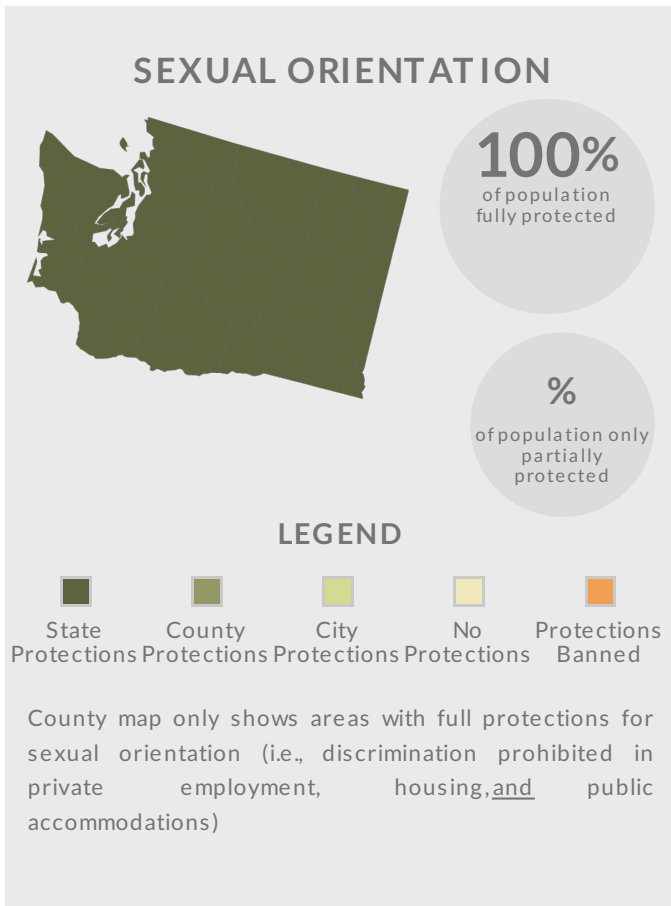 SEXUAL ORIENTATION
100%
of population
fully protected
%
of population only
partially
protected
LEGEND
State
Protections
County
Protections
City
Protections
No
Protections
Protections
Banned
County map only shows areas with full protections for
sexual orientation (i.e., discrimination prohibited in
private employment, housing, and public
accommodations)